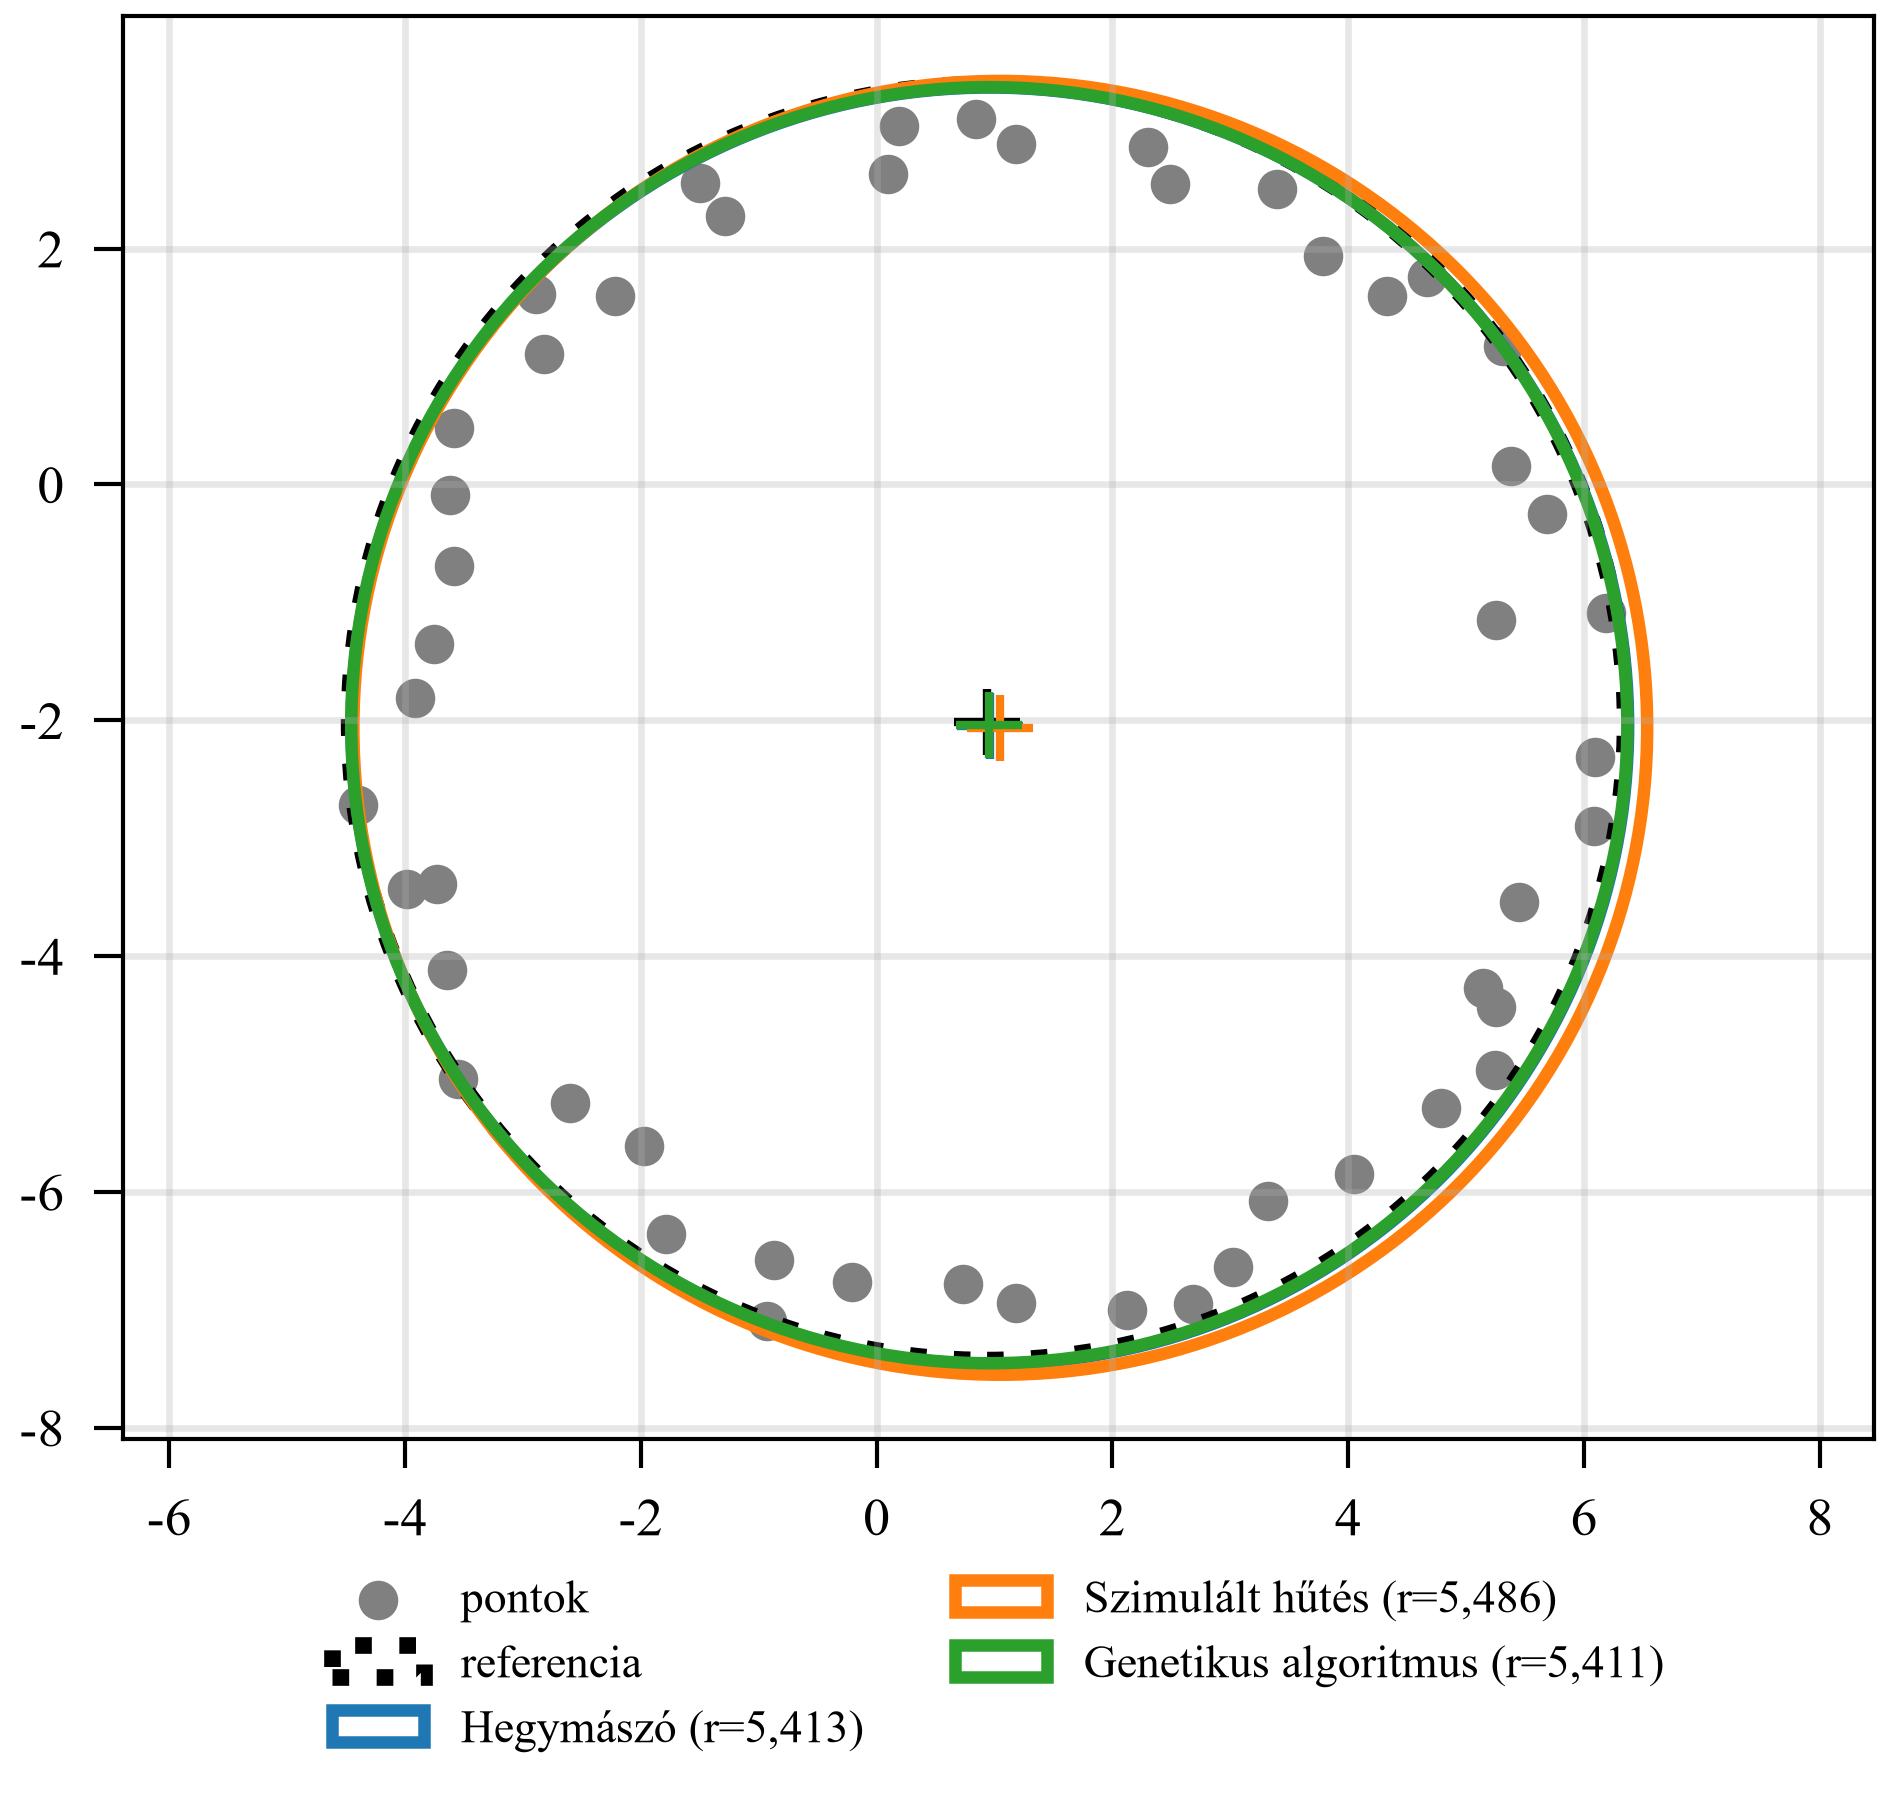 2
0
-2
-4
-6
-8
-6 -4 -2 0 2 4 6 8
pontok
referencia
Hegymászó (r=5,413)
Szimulált hűtés (r=5,486)
Genetikus algoritmus (r=5,411)